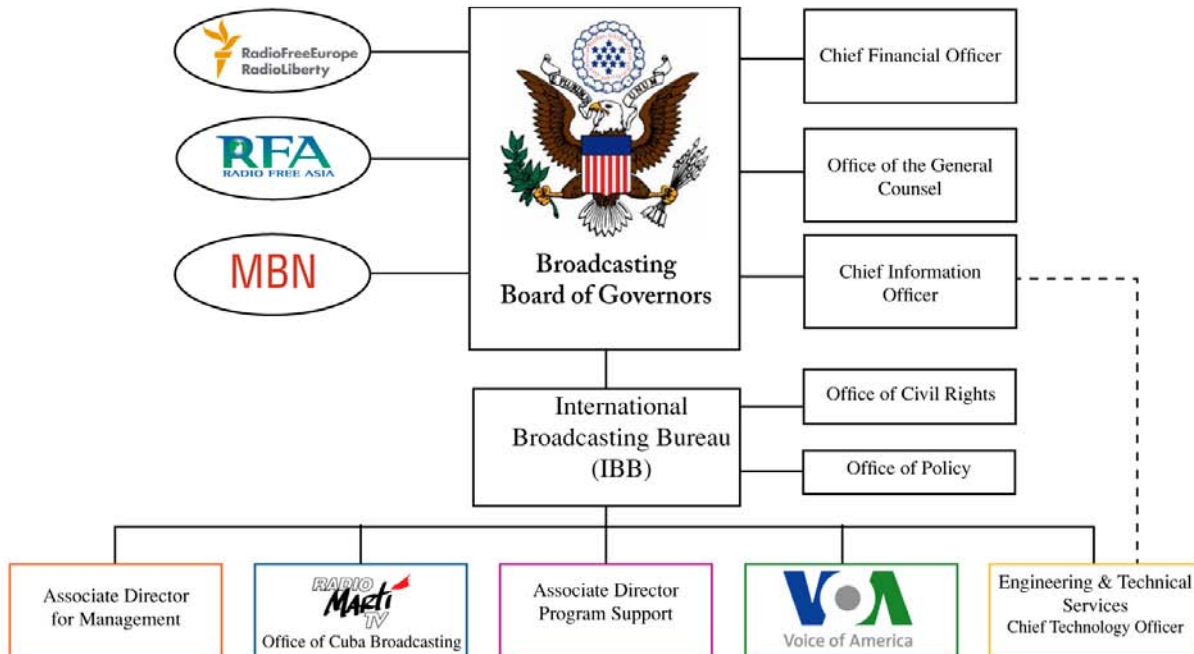 RadioFreeEurope
RadioLiberty
RFA
RADIO FREE ASIA
MBN
E PLURIBUS UNUM
Broadcasting
Board of Governors
Chief Financial Officer
Office of the General
Counsel
Chief Information
Officer
International
Broadcasting Bureau
(IBB)
Office of Civil Rights
Office of Policy
Associate Director
for Management
RADIO
MARTÍ
TV
Office of Cuba Broadcasting
Associate Director
Program Support
VOA
Voice of America
Engineering & Technical
Services
Chief Technology Officer